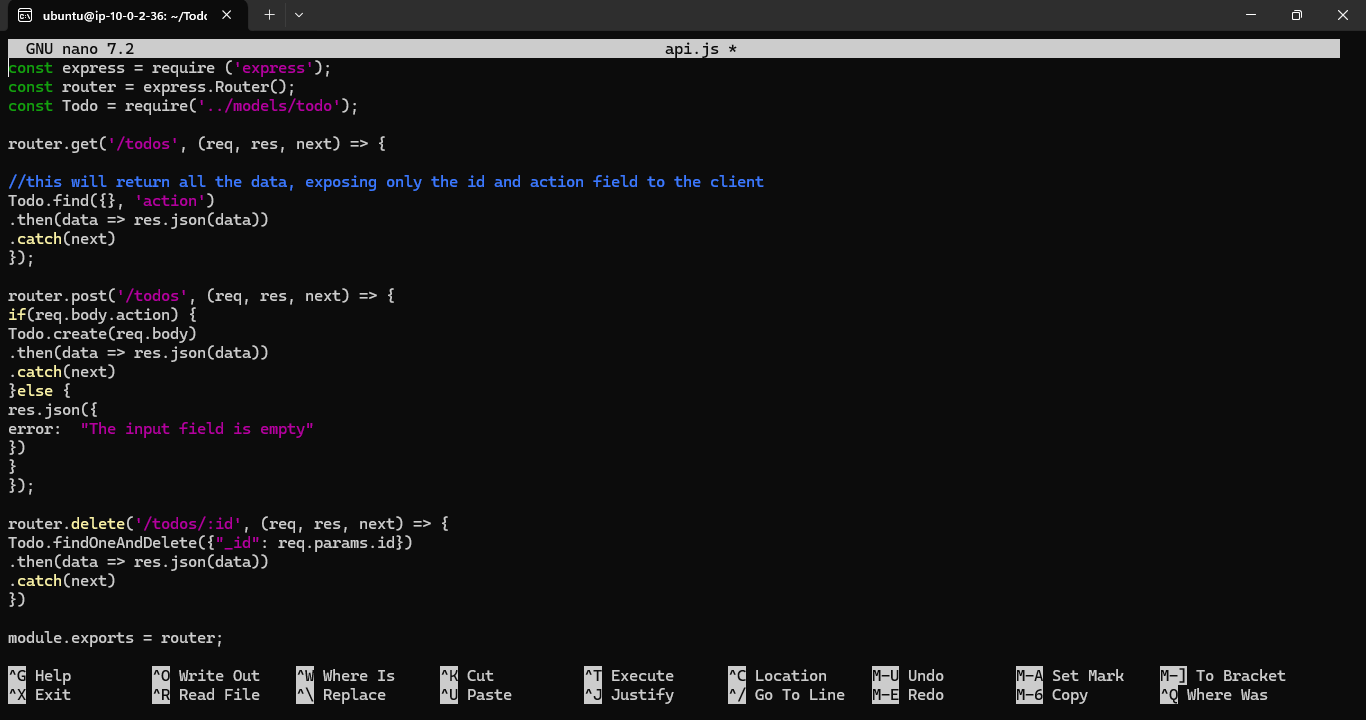 ubuntu@ip-10-0-2-36: ~/Todo
GNU nano 7.2 api.js *
const express = require ('express');
const router = express.Router();
const Todo = require('../models/todo');
router.get('/todos', (req, res, next) => {
//this will return all the data, exposing only the id and action field to the client
Todo.find({}, 'action')
.then(data => res.json(data))
.catch(next)
});
router.post('/todos', (req, res, next) => {
if(req.body.action) {
Todo.create(req.body)
.then(data => res.json(data))
.catch(next)
}else {
res.json({
error:  "The input field is empty"
})
}
});
router.delete('/todos/:id', (req, res, next) => {
Todo.findOneAndDelete({"_id": req.params.id})
.then(data => res.json(data))
.catch(next)
})
module.exports = router;
^G Help ^O Write Out ^W Where Is ^K Cut ^T Execute ^C Location M-U Undo M-A Set Mark M-] To Bracket
^X Exit ^R Read File ^\ Replace ^U Paste ^J Justify ^/ Go To Line M-E Redo M-6 Copy ^Q Where Was